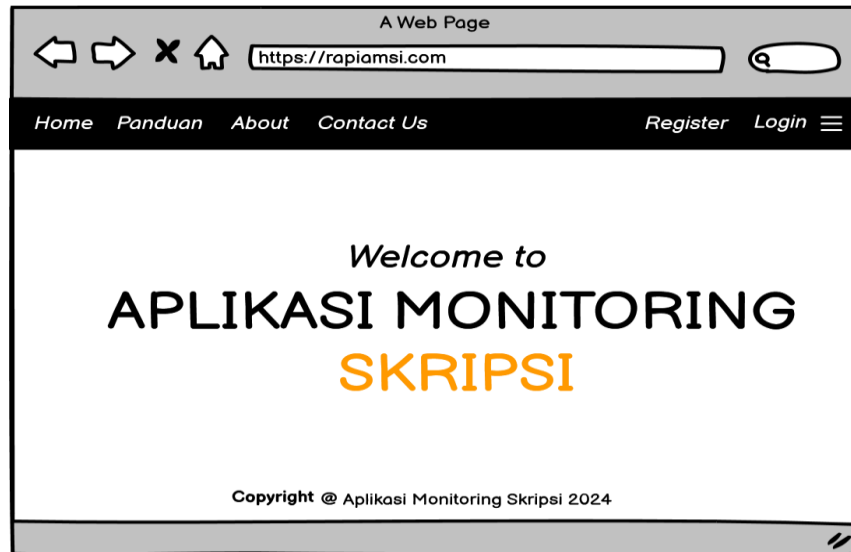 A Web Page
https://rapiamsi.com
Home Panduan About Contact Us Register Login
Welcome to
APLIKASI MONITORING
SKRIPSI
Copyright @ Aplikasi Monitoring Skripsi 2024